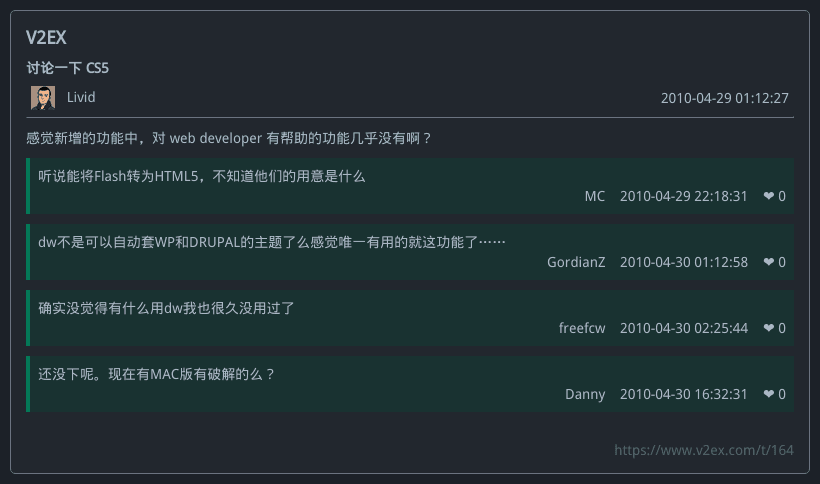 V2EX
讨论一下 CS5
Livid
2010-04-29 01:12:27
感觉新增的功能中，对 web developer 有帮助的功能几乎没有啊？
听说能将Flash转为HTML5，不知道他们的用意是什么
MC 2010-04-29 22:18:31 ❤ 0
dw不是可以自动套WP和DRUPAL的主题了么感觉唯一有用的就这功能了……
GordianZ 2010-04-30 01:12:58 ❤ 0
确实没觉得有什么用dw我也很久没用过了
freefcw 2010-04-30 02:25:44 ❤ 0
还没下呢。现在有MAC版有破解的么？
Danny 2010-04-30 16:32:31 ❤ 0
https://www.v2ex.com/t/164